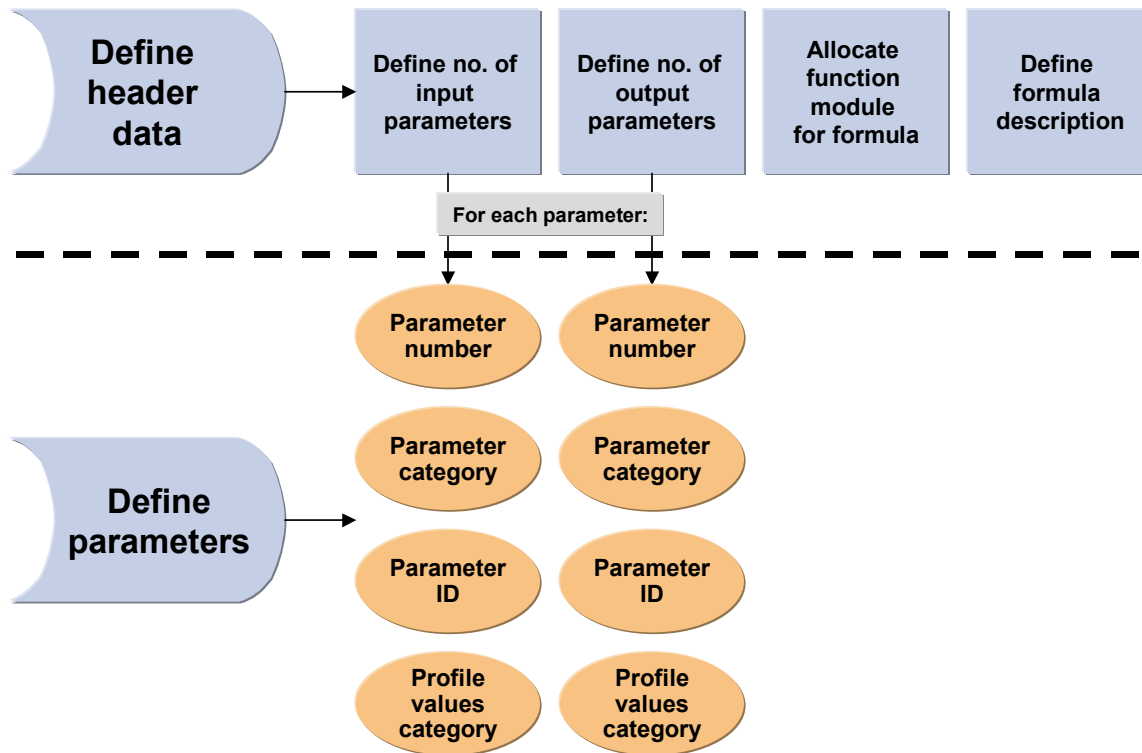 Define
header
data
Define no. of
input
parameters
Define no. of
output
parameters
Allocate
function
module
for formula
Define
formula
description
For each parameter:
Parameter
number
Parameter
number
Parameter
category
Parameter
category
Define
parameters
Parameter
ID
Parameter
ID
Profile
values
category
Profile
values
category